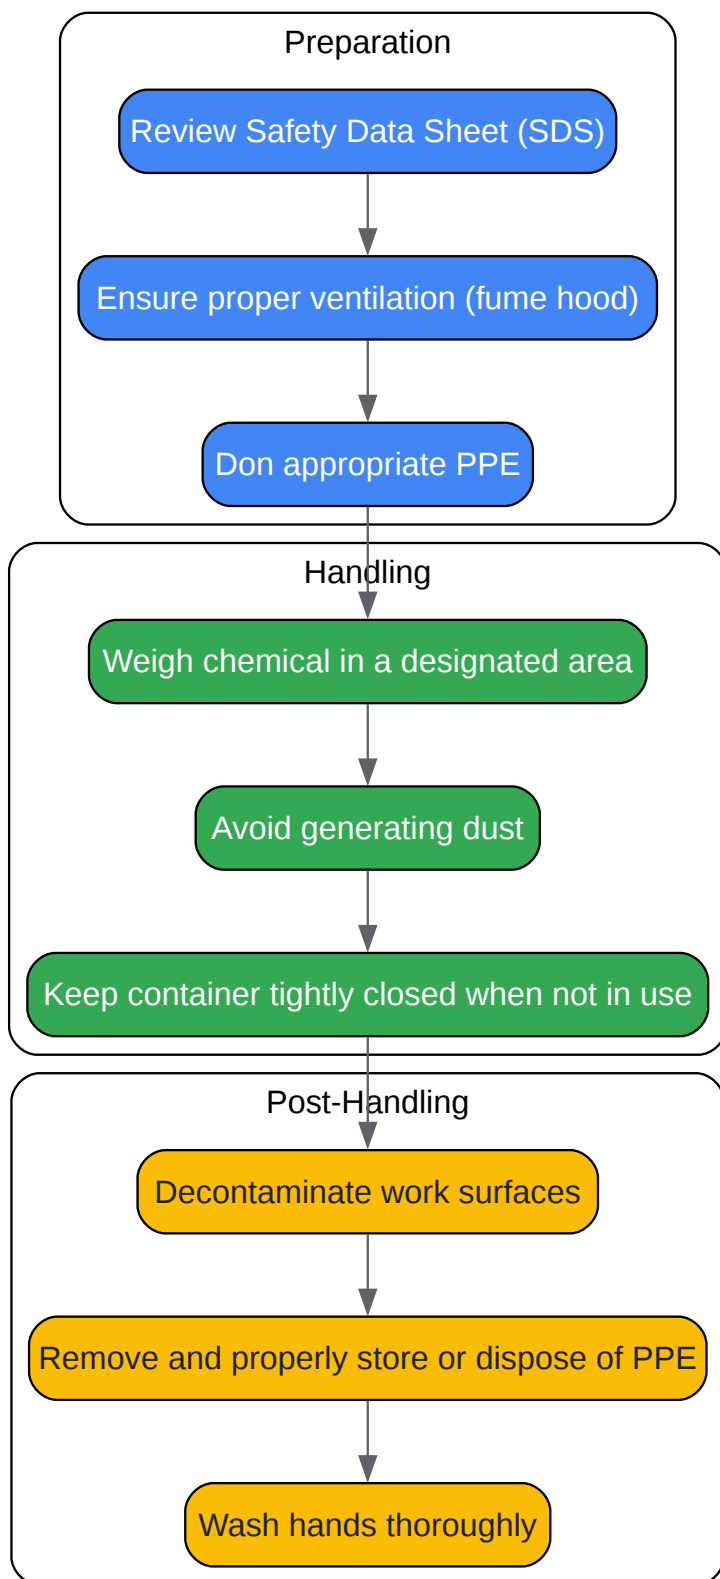 Preparation
Review Safety Data Sheet (SDS)
Ensure proper ventilation (fume hood)
Don appropriate PPE
Handling
Weigh chemical in a designated area
Avoid generating dust
Keep container tightly closed when not in use
Post-Handling
Decontaminate work surfaces
Remove and properly store or dispose of PPE
Wash hands thoroughly